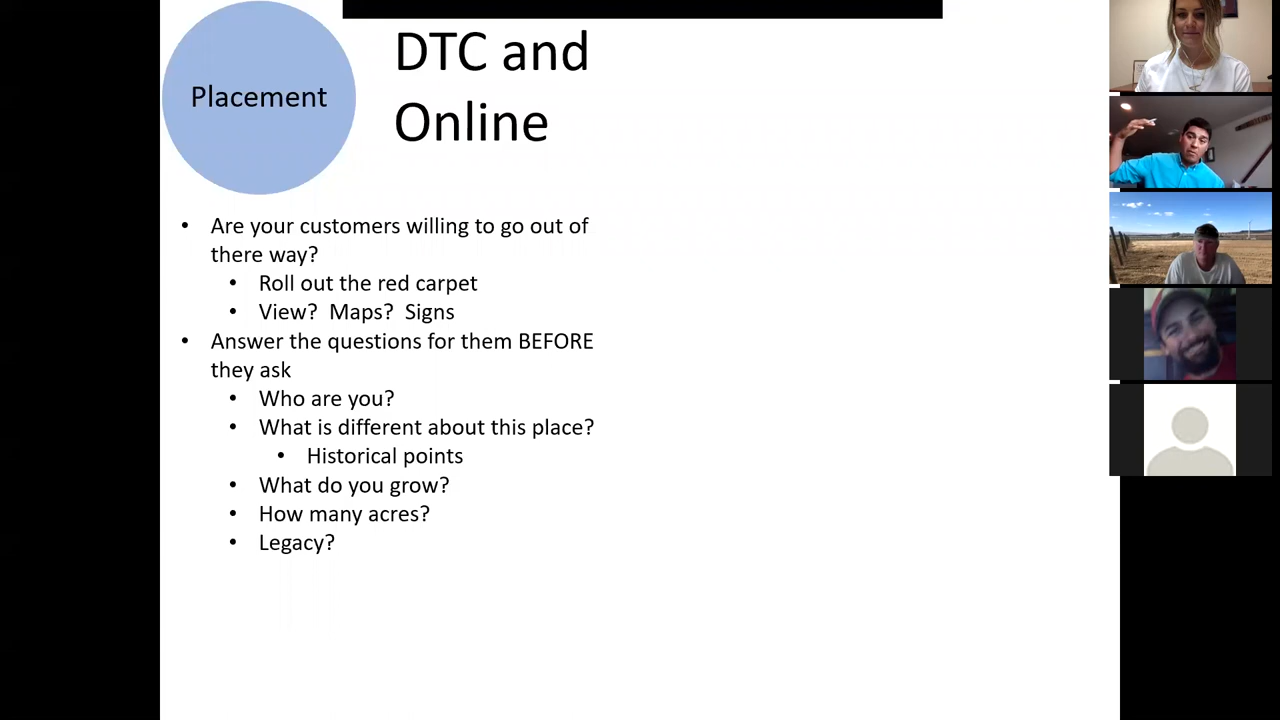 Placement
DTC and
Online
• Are your customers willing to go out of
there way?
• Roll out the red carpet
• View?  Maps?  Signs
• Answer the questions for them BEFORE
they ask
• Who are you?
• What is different about this place?
• Historical points
• What do you grow?
• How many acres?
• Legacy?